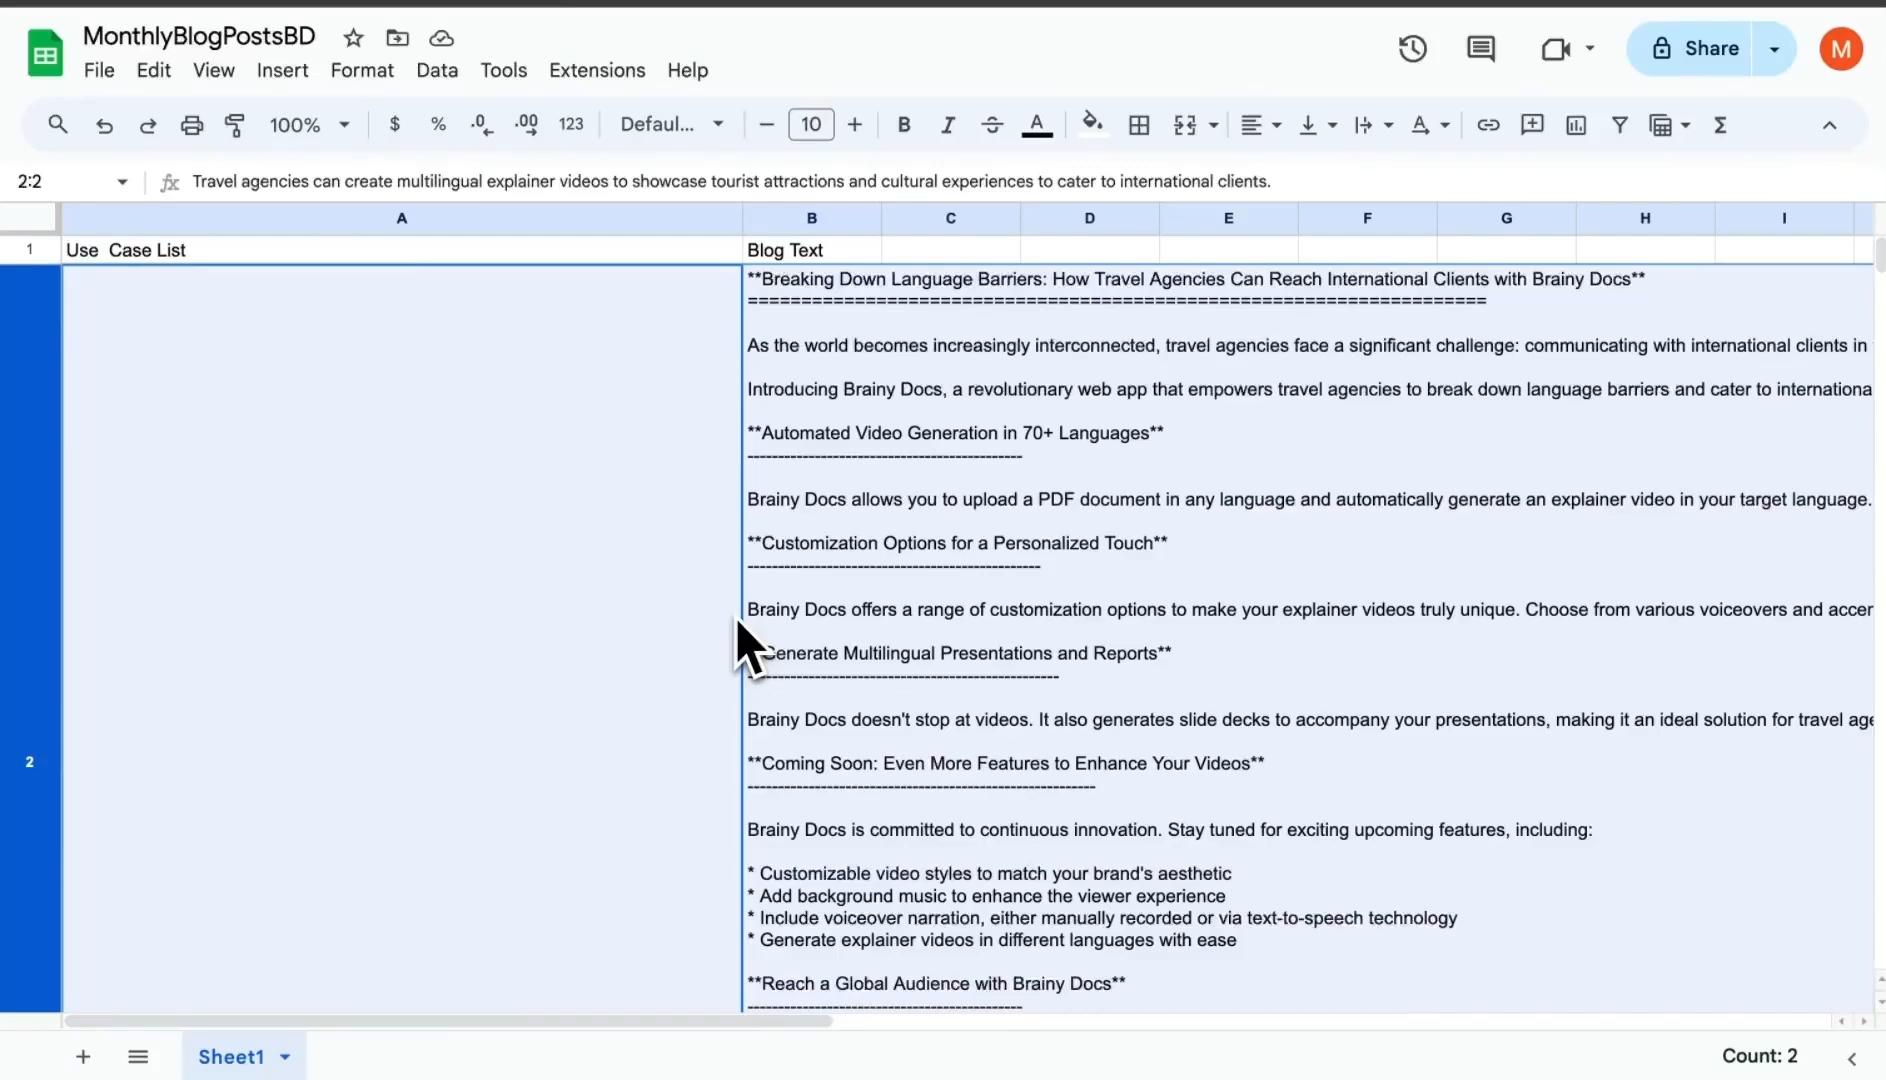 MonthlyBlogPostsBD
File Edit View Insert Format Data Tools Extensions Help
Share
M
100% $ % .0 .00 123 Defaul... 10 B I A Σ
2:2 fx Travel agencies can create multilingual explainer videos to showcase tourist attractions and cultural experiences to cater to international clients.
A B C D E F G H I
1 Use Case List Blog Text
**Breaking Down Language Barriers: How Travel Agencies Can Reach International Clients with Brainy Docs**
=====================================================================
As the world becomes increasingly interconnected, travel agencies face a significant challenge: communicating with international clients in
Introducing Brainy Docs, a revolutionary web app that empowers travel agencies to break down language barriers and cater to internationa
**Automated Video Generation in 70+ Languages**
---------------------------------------------
Brainy Docs allows you to upload a PDF document in any language and automatically generate an explainer video in your target language.
**Customization Options for a Personalized Touch**
------------------------------------------------
Brainy Docs offers a range of customization options to make your explainer videos truly unique. Choose from various voiceovers and accer
Generate Multilingual Presentations and Reports**
---------------------------------------------------
Brainy Docs doesn't stop at videos. It also generates slide decks to accompany your presentations, making it an ideal solution for travel age
2
**Coming Soon: Even More Features to Enhance Your Videos**
---------------------------------------------------------
Brainy Docs is committed to continuous innovation. Stay tuned for exciting upcoming features, including:
* Customizable video styles to match your brand's aesthetic
* Add background music to enhance the viewer experience
* Include voiceover narration, either manually recorded or via text-to-speech technology
* Generate explainer videos in different languages with ease
**Reach a Global Audience with Brainy Docs**
---------------------------------------------
Sheet1
Count: 2